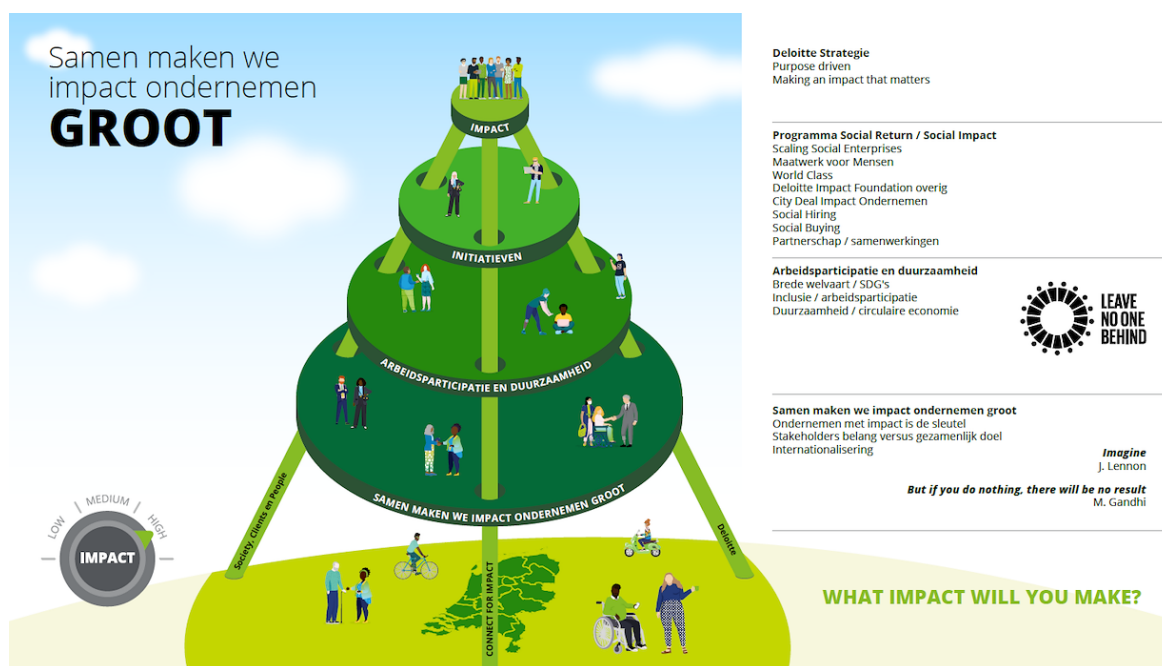 Samen maken we
impact ondernemen
GROOT
IMPACT
INITIATIEVEN
ARBEIDSPARTICIPATIE EN DUURZAAMHEID
SAMEN MAKEN WE IMPACT ONDERNEMEN GROOT
Society, Clients en People
CONNECT FOR IMPACT
Deloitte
LOW
MEDIUM
HIGH
IMPACT
Deloitte Strategie
Purpose driven
Making an impact that matters
Programma Social Return / Social Impact
Scaling Social Enterprises
Maatwerk voor Mensen
World Class
Deloitte Impact Foundation overig
City Deal Impact Ondernemen
Social Hiring
Social Buying
Partnerschap / samenwerkingen
Arbeidsparticipatie en duurzaamheid
Brede welvaart / SDG's
Inclusie / arbeidsparticipatie
Duurzaamheid / circulaire economie
LEAVE
NO ONE
BEHIND
Samen maken we impact ondernemen groot
Ondernemen met impact is de sleutel
Stakeholders belang versus gezamenlijk doel
Internationalisering
Imagine
J. Lennon
But if you do nothing, there will be no result
M. Gandhi
WHAT IMPACT WILL YOU MAKE?